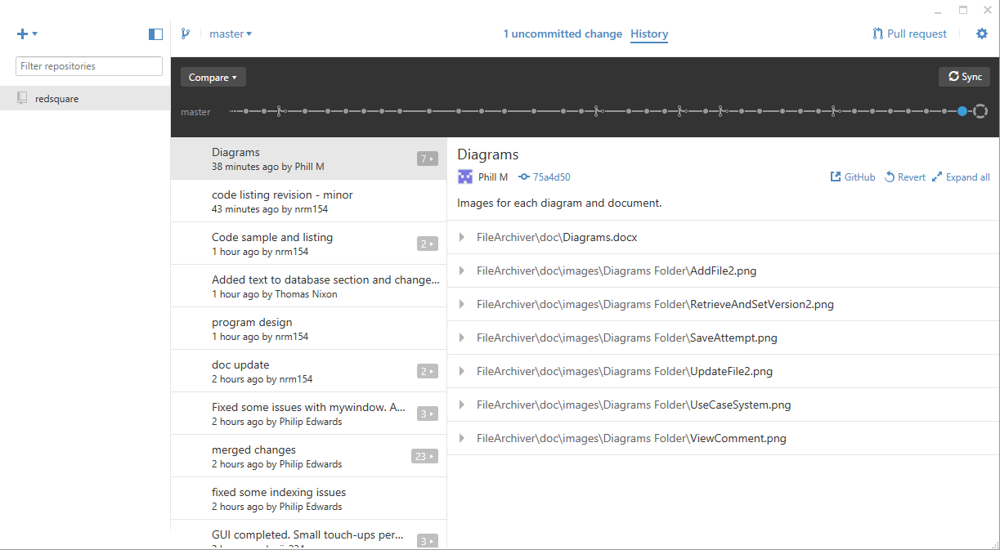 master
1 uncommitted change History
Pull request
Filter repositories
redsquare
Compare
Sync
master
Diagrams
38 minutes ago by Phill M
7
code listing revision - minor
43 minutes ago by nrm154
Code sample and listing
1 hour ago by nrm154
2
Added text to database section and change...
1 hour ago by Thomas Nixon
program design
1 hour ago by nrm154
doc update
2 hours ago by nrm154
2
Fixed some issues with mywindow. A...
2 hours ago by Philip Edwards
3
merged changes
2 hours ago by Philip Edwards
23
fixed some indexing issues
2 hours ago by Philip Edwards
GUI completed. Small touch-ups per...
3
Diagrams
Phill M 75a4d50
GitHub Revert Expand all
Images for each diagram and document.
FileArchiver\doc\Diagrams.docx
FileArchiver\doc\images\Diagrams Folder\AddFile2.png
FileArchiver\doc\images\Diagrams Folder\RetrieveAndSetVersion2.png
FileArchiver\doc\images\Diagrams Folder\SaveAttempt.png
FileArchiver\doc\images\Diagrams Folder\UpdateFile2.png
FileArchiver\doc\images\Diagrams Folder\UseCaseSystem.png
FileArchiver\doc\images\Diagrams Folder\ViewComment.png